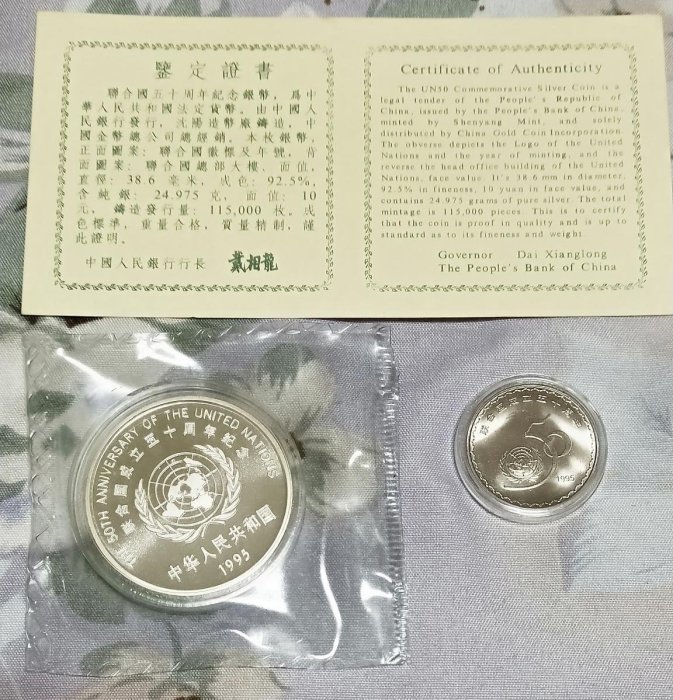 鑒定證書
聯合國五十周年紀念銀幣，爲中
華人民共和國法定貨幣。由中國人
民銀行發行，沈陽造幣廠鑄造，中
國金幣總公司總經銷。本枚銀幣，
正面圖案：聯合國徽標及年號，背
面圖案：聯合國總部大樓、面值。
直徑：38.6 毫米，成色：92.5%，
含純銀：24.975 克，面值：10
元，鑄造發行量：115,000 枚。成
色標準，重量合格，質量精制，謹
此證明。
中國人民銀行行長 戴相龍
Certificate of Authenticity
The UN50 Commemorative Silver Coin is a
legal tender of the People's Republic of
China, issued by the People's Bank of China,
minted by Shenyang Mint, and solely
distributed by China Gold Coin Incorporation.
The obverse depicts the Logo of the United
Nations and the year of minting, and the
reverse the head office building of the United
Nations, face value. It's 38.6 mm in diameter,
92.5% in fineness, 10 yuan in face value, and
contains 24.975 grams of pure silver. The total
mintage is 115,000 pieces. This is to certify
that the coin is proof in quality and is up to
standard as to its fineness and weight.
Governor Dai Xianglong
The People's Bank of China
50TH ANNIVERSARY OF THE UNITED NATIONS
聯合國成立五十周年紀念
中华人民共和国
1995
聯合國成立五十周年
50
1995